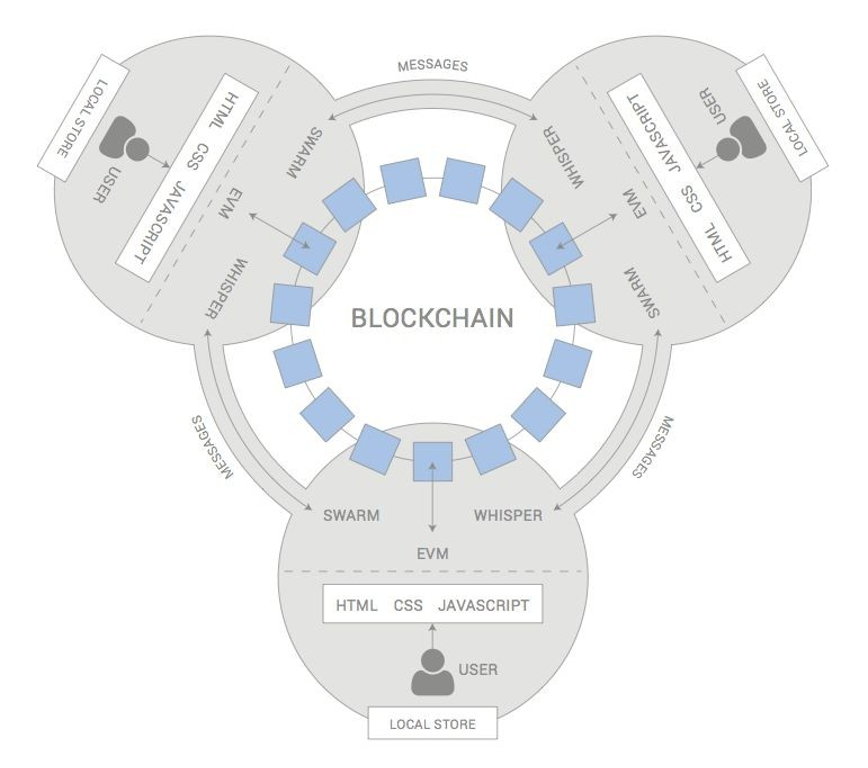 MESSAGES
LOCAL STORE
USER
HTML CSS JAVASCRIPT
SWARM
EVM
WHISPER
LOCAL STORE
USER
HTML CSS JAVASCRIPT
WHISPER
EVM
SWARM
BLOCKCHAIN
MESSAGES
MESSAGES
SWARM
WHISPER
EVM
HTML CSS JAVASCRIPT
USER
LOCAL STORE